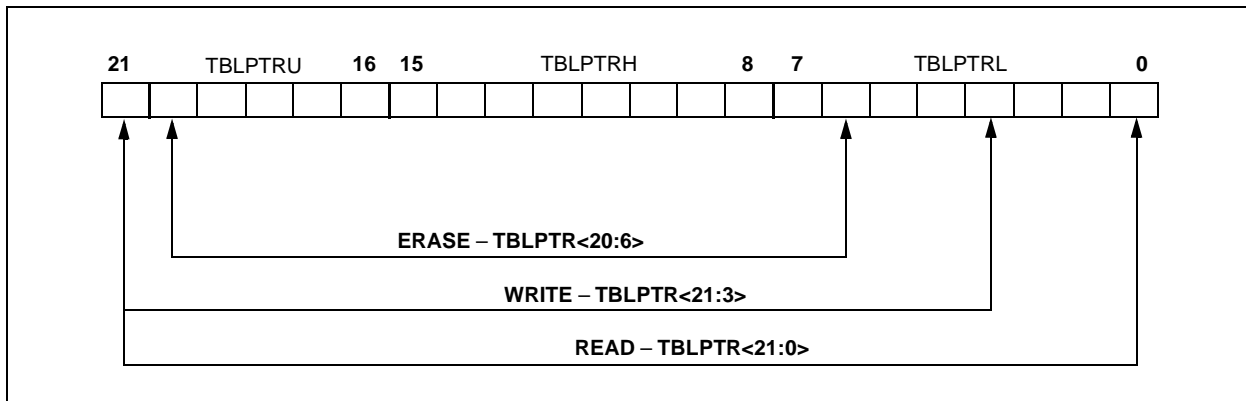 21 TBLPTRU 16 15 TBLPTRH 8 7 TBLPTRL 0
ERASE – TBLPTR<20:6>
WRITE – TBLPTR<21:3>
READ – TBLPTR<21:0>